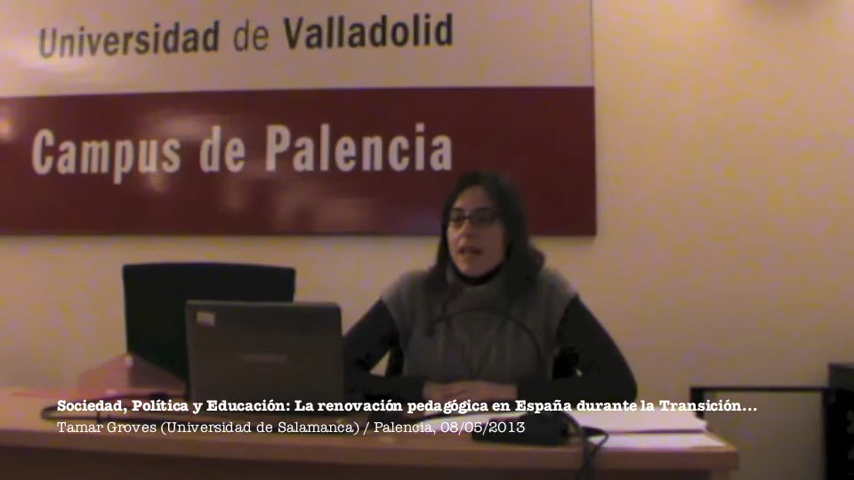 Universidad de Valladolid
Campus de Palencia
Sociedad, Política y Educación: La renovación pedagógica en España durante la Transición...
Tamar Groves (Universidad de Salamanca) / Palencia, 08/05/2013